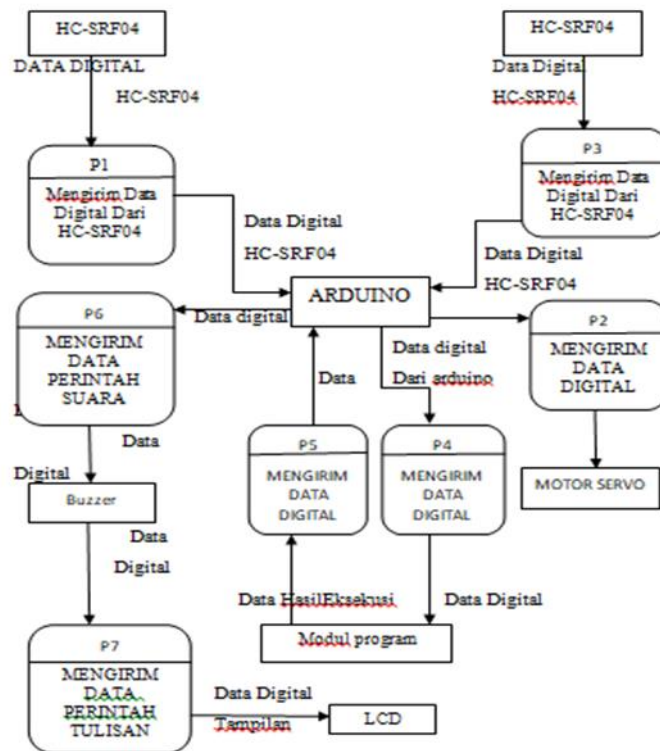 HC-SRF04
HC-SRF04
DATA DIGITAL
HC-SRF04
Data Digital
HC-SRF04
P1
Mengirim Data
Digital Dari
HC-SRF04
P3
Mengirim Data
Digital Dari
HC-SRF04
Data Digital
HC-SRF04
Data Digital
HC-SRF04
ARDUINO
P6
MENGIRIM
DATA
PERINTAH
SUARA
Data digital
P2
MENGIRIM
DATA
DIGITAL
Data
Data digital
Dari arduino
Data
Digital
P5
MENGIRIM
DATA
DIGITAL
P4
MENGIRIM
DATA
DIGITAL
MOTOR SERVO
Buzzer
Data
Digital
Data HasilEksekusi
Data Digital
Modul program
P7
MENGIRIM
DATA
PERINTAH
TULISAN
Data Digital
Tampilan
LCD